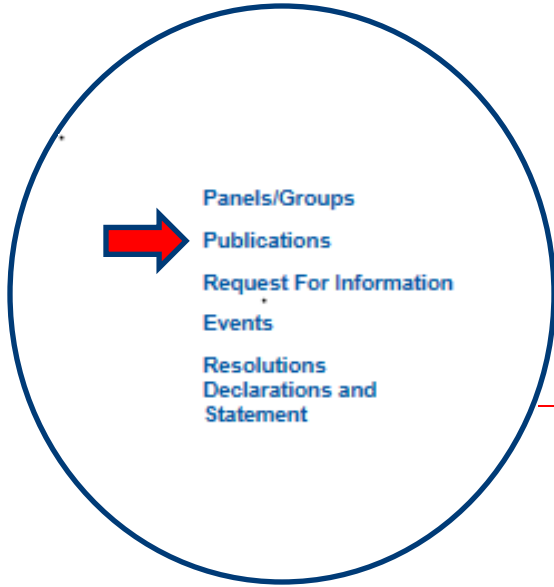 Panels/Groups
Publications
Request For Information
Events
Resolutions
Declarations and
Statement